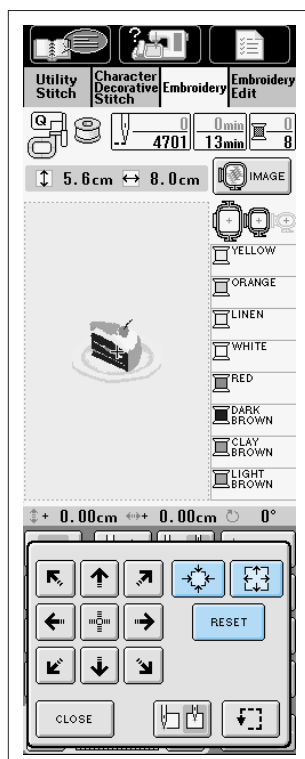 Utility
Stitch
Character
Decorative
Stitch
Embroidery
Embroidery
Edit
Q
0
4701
0min
13min
0
8
5.6cm 8.0cm
IMAGE
YELLOW
ORANGE
LINEN
WHITE
RED
DARK
BROWN
CLAY
BROWN
LIGHT
BROWN
+ 0.00cm + 0.00cm 0°
RESET
CLOSE